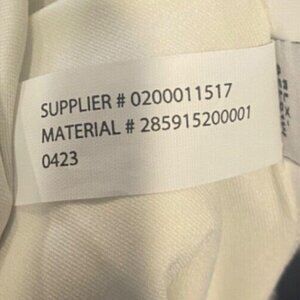 SUPPLIER # 0200011517
MATERIAL # 285915200001
0423